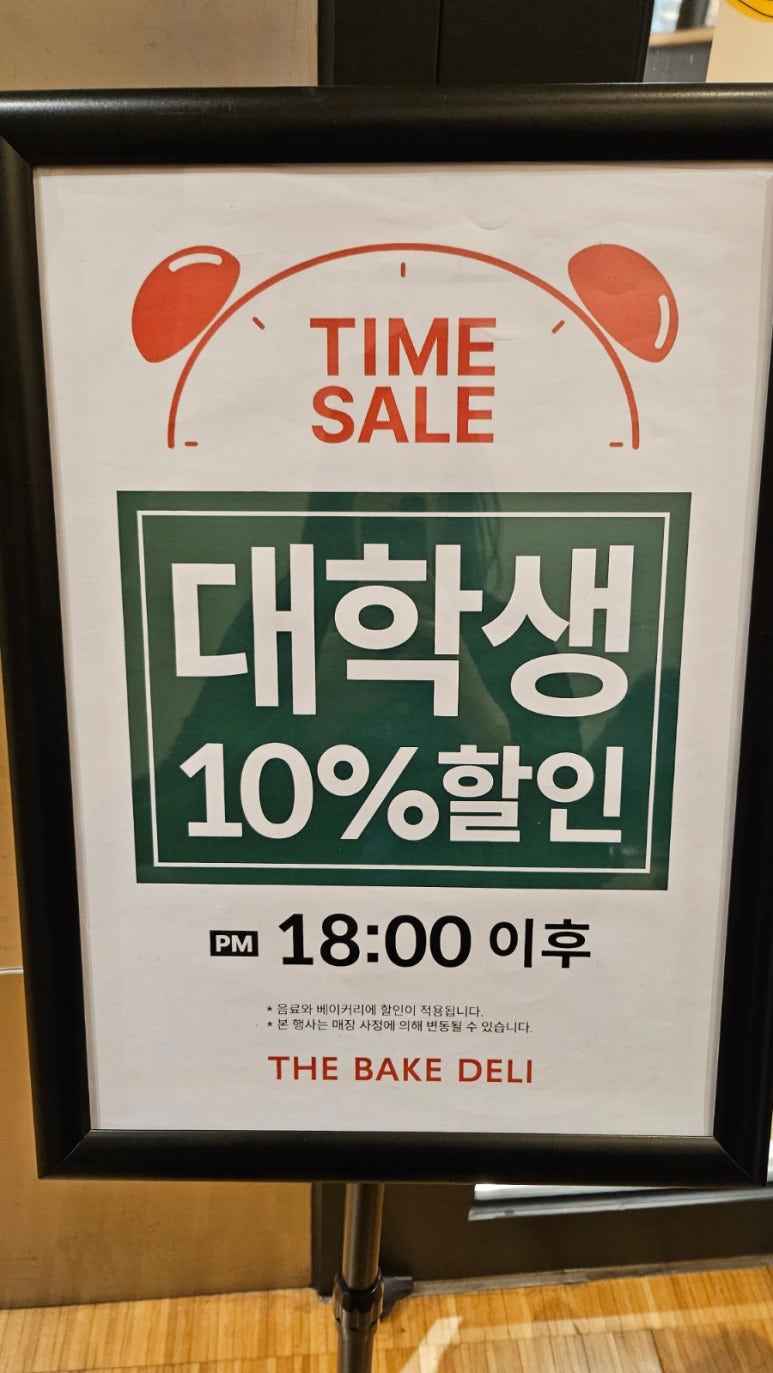 TIME
SALE
대학생
10%할인
PM 18:00 이후
* 음료와 베이커리에 할인이 적용됩니다.
* 본 행사는 매장 사정에 의해 변동될 수 있습니다.
THE BAKE DELI